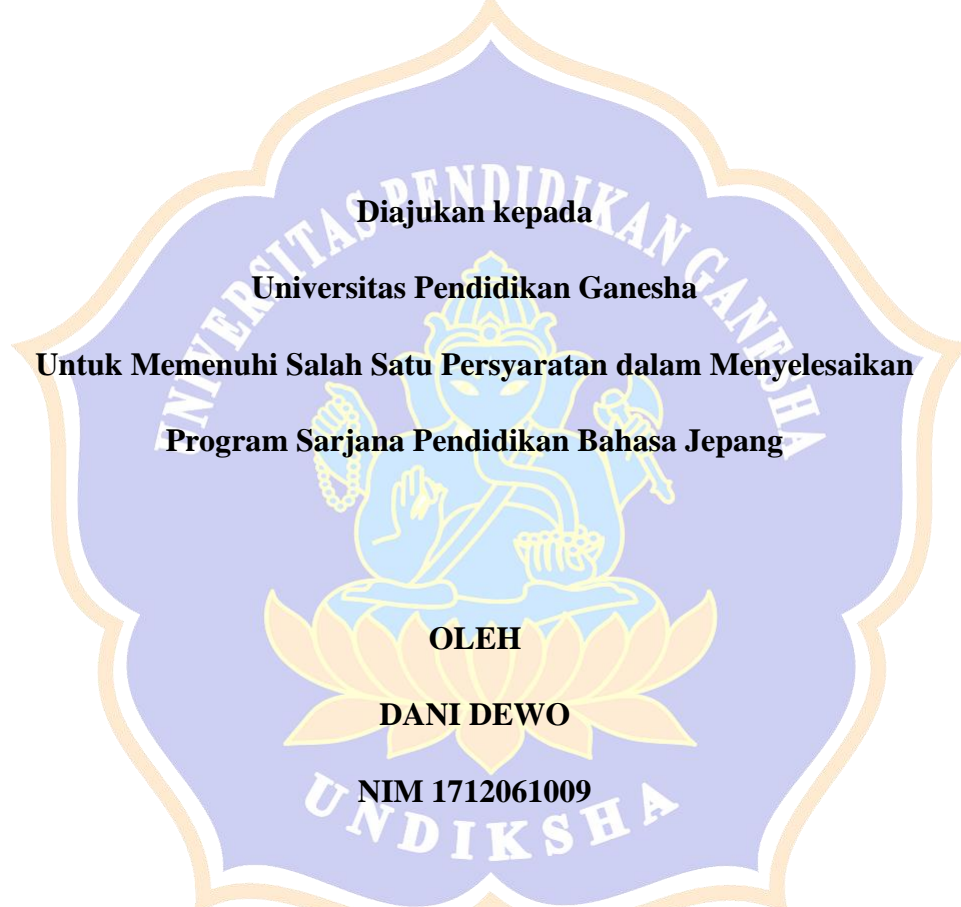 UNIVERSITAS PENDIDIKAN GANESHA
Diajukan kepada
Universitas Pendidikan Ganesha
Untuk Memenuhi Salah Satu Persyaratan dalam Menyelesaikan
Program Sarjana Pendidikan Bahasa Jepang
OLEH
DANI DEWO
NIM 1712061009
UNDIKSHA